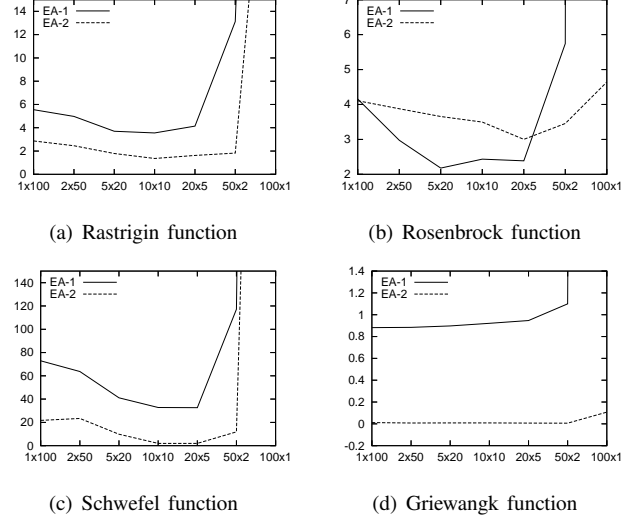 EA-1
EA-2
14
12
10
8
6
4
2
0
1x100 2x50 5x20 10x10 20x5 50x2 100x1
(a) Rastrigin function
EA-1
EA-2
7
6
5
4
3
2
1x100 2x50 5x20 10x10 20x5 50x2 100x1
(b) Rosenbrock function
EA-1
EA-2
140
120
100
80
60
40
20
0
1x100 2x50 5x20 10x10 20x5 50x2 100x1
(c) Schwefel function
EA-1
EA-2
1.4
1.2
1
0.8
0.6
0.4
0.2
0
-0.2
1x100 2x50 5x20 10x10 20x5 50x2 100x1
(d) Griewangk function